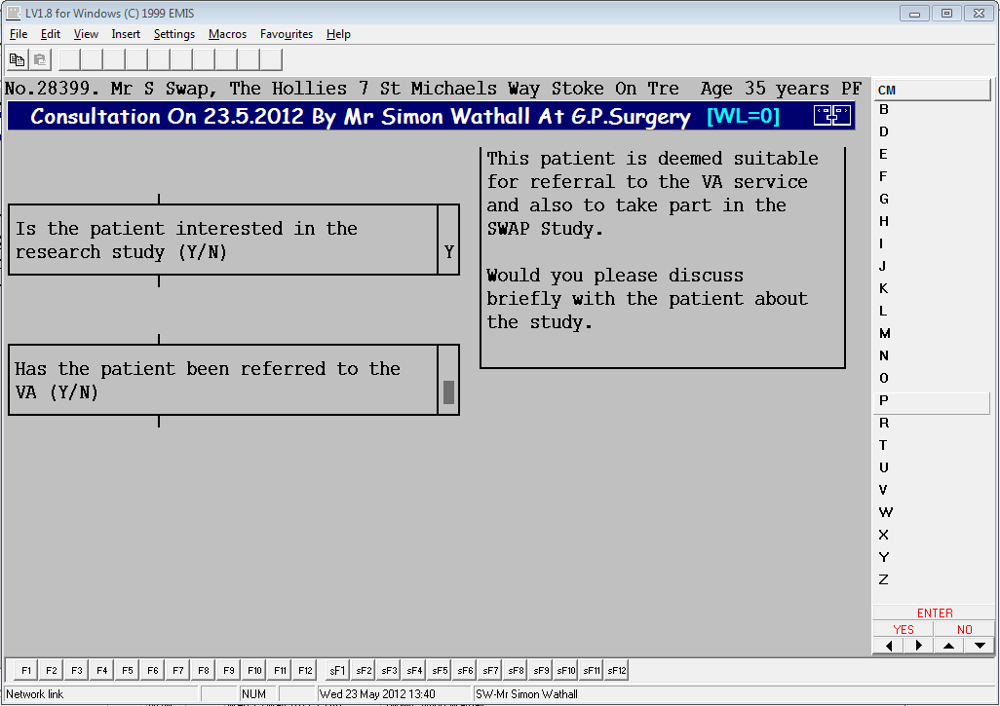 LV1.8 for Windows (C) 1999 EMIS
File Edit View Insert Settings Macros Favourites Help
No.28399. Mr S Swap, The Hollies 7 St Michaels Way Stoke On Tre Age 35 years PF
Consultation On 23.5.2012 By Mr Simon Wathall At G.P.Surgery [WL=0]
Is the patient interested in the
research study (Y/N)
Y
Has the patient been referred to the
VA (Y/N)
This patient is deemed suitable
for referral to the VA service
and also to take part in the
SWAP Study.
Would you please discuss
briefly with the patient about
the study.
CM
B
D
E
F
G
H
I
J
K
L
M
N
O
P
R
T
U
V
W
X
Y
Z
ENTER
YES NO
F1 F2 F3 F4 F5 F6 F7 F8 F9 F10 F11 F12 sF1 sF2 sF3 sF4 sF5 sF6 sF7 sF8 sF9 sF10 sF11 sF12
Network link NUM Wed 23 May 2012 13:40 SW-Mr Simon Wathall